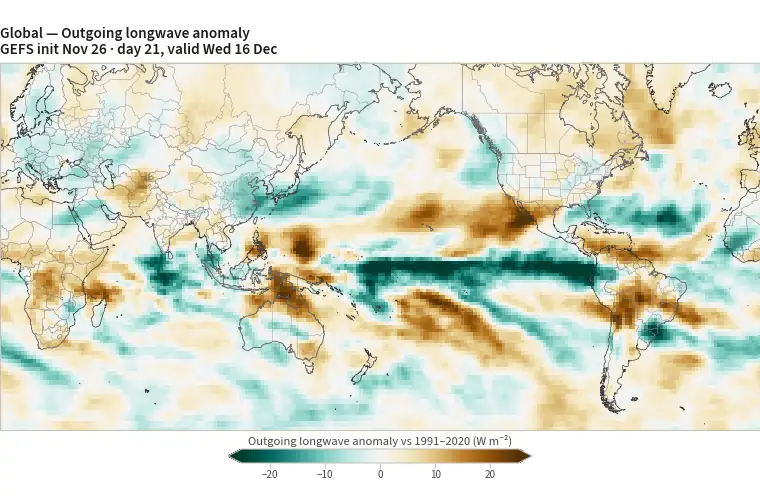 Global — Outgoing longwave anomaly
GEFS init Nov 26 · day 21, valid Wed 16 Dec
Outgoing longwave anomaly vs 1991–2020 (W m⁻²)
−20 −10 0 10 20